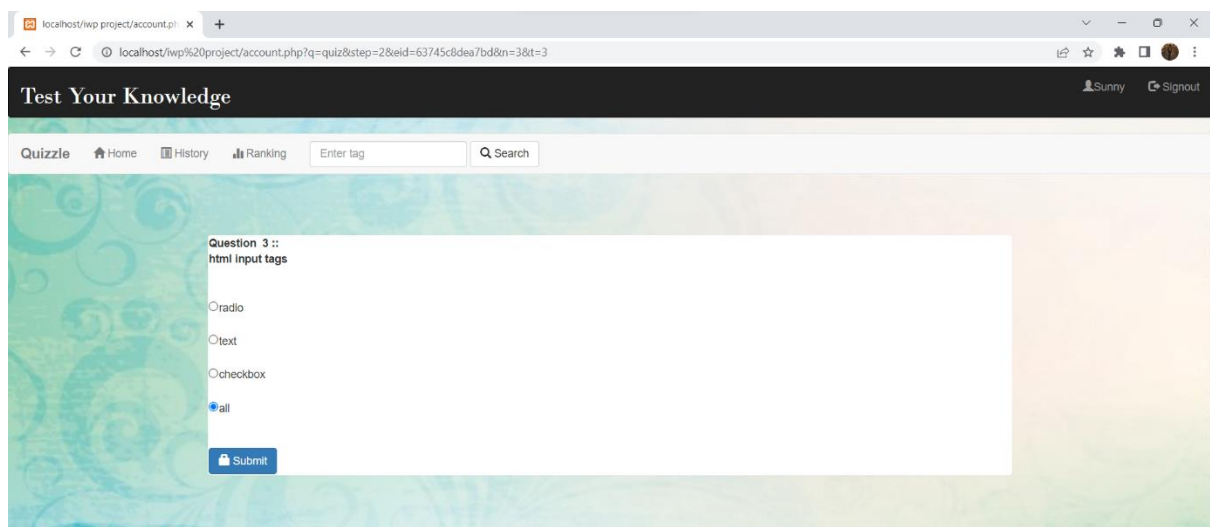 localhost/iwp project/account.ph
localhost/iwp%20project/account.php?q=quiz&step=2&eid=63745c8dea7bd&n=3&t=3
Test Your Knowledge
Sunny
Signout
Quizzle
Home
History
Ranking
Enter tag
Search
Question 3 ::
html input tags
radio
text
checkbox
all
Submit